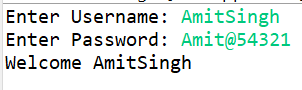 Enter Username: AmitSingh
Enter Password: Amit@54321
Welcome AmitSingh